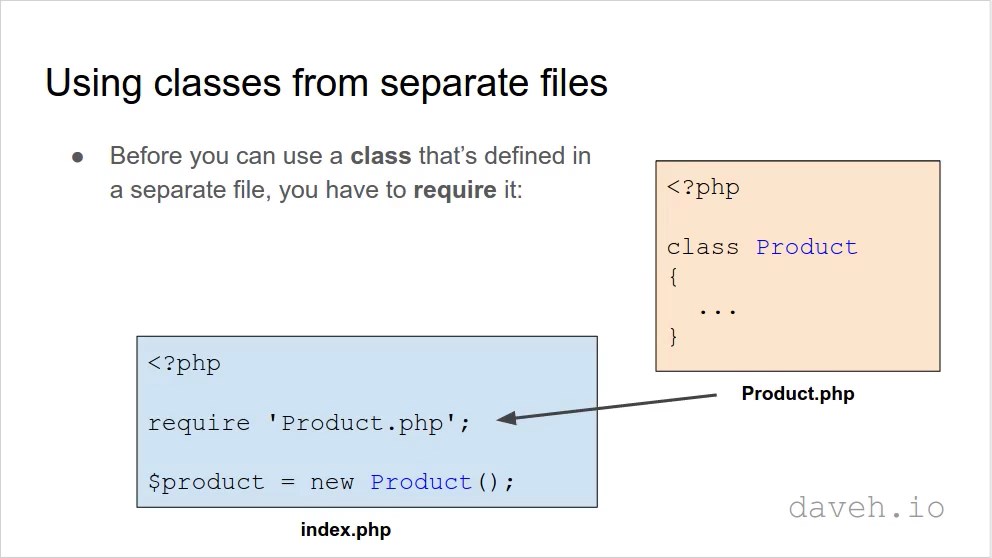 Using classes from separate files
● Before you can use a class that’s defined in
a separate file, you have to require it:
<?php
class Product
{
...
}
Product.php
<?php
require 'Product.php';
$product = new Product();
index.php
daveh.io